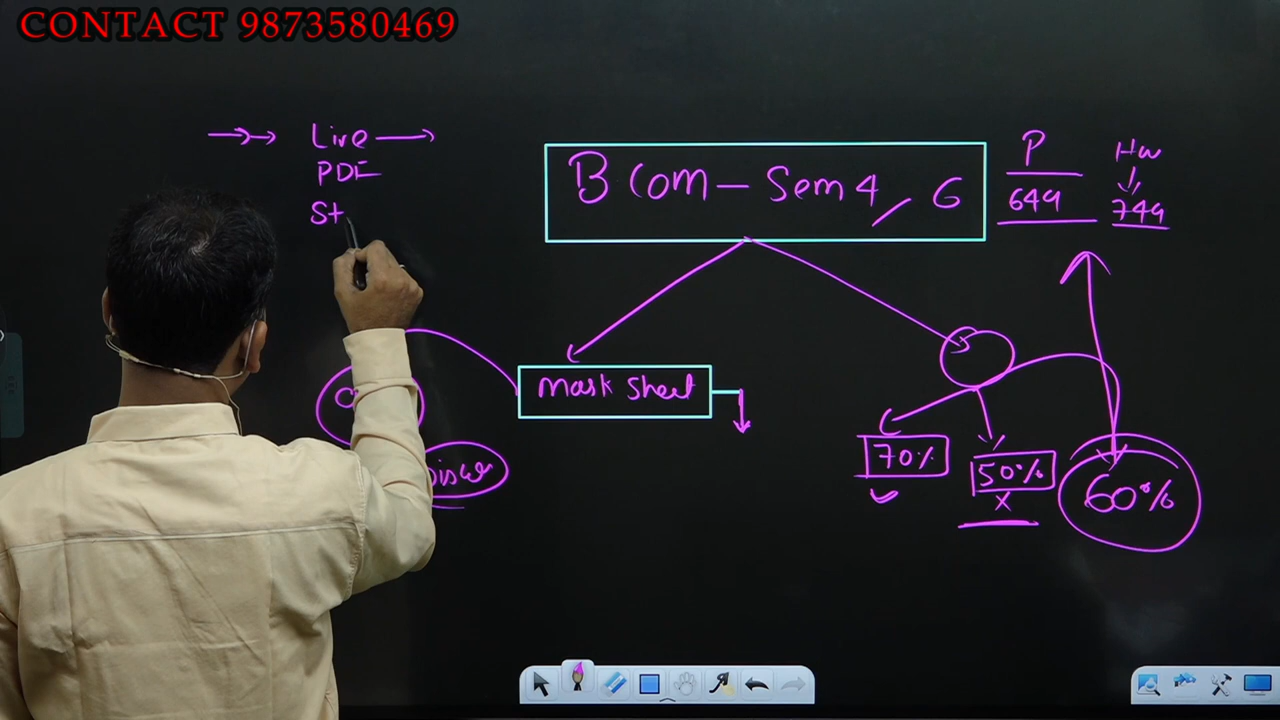 CONTACT 9873580469
Live
PDF
St
B Com - Sem 4, 6
P
649
Hw
749
mark sheet
70%
50%
X
60%